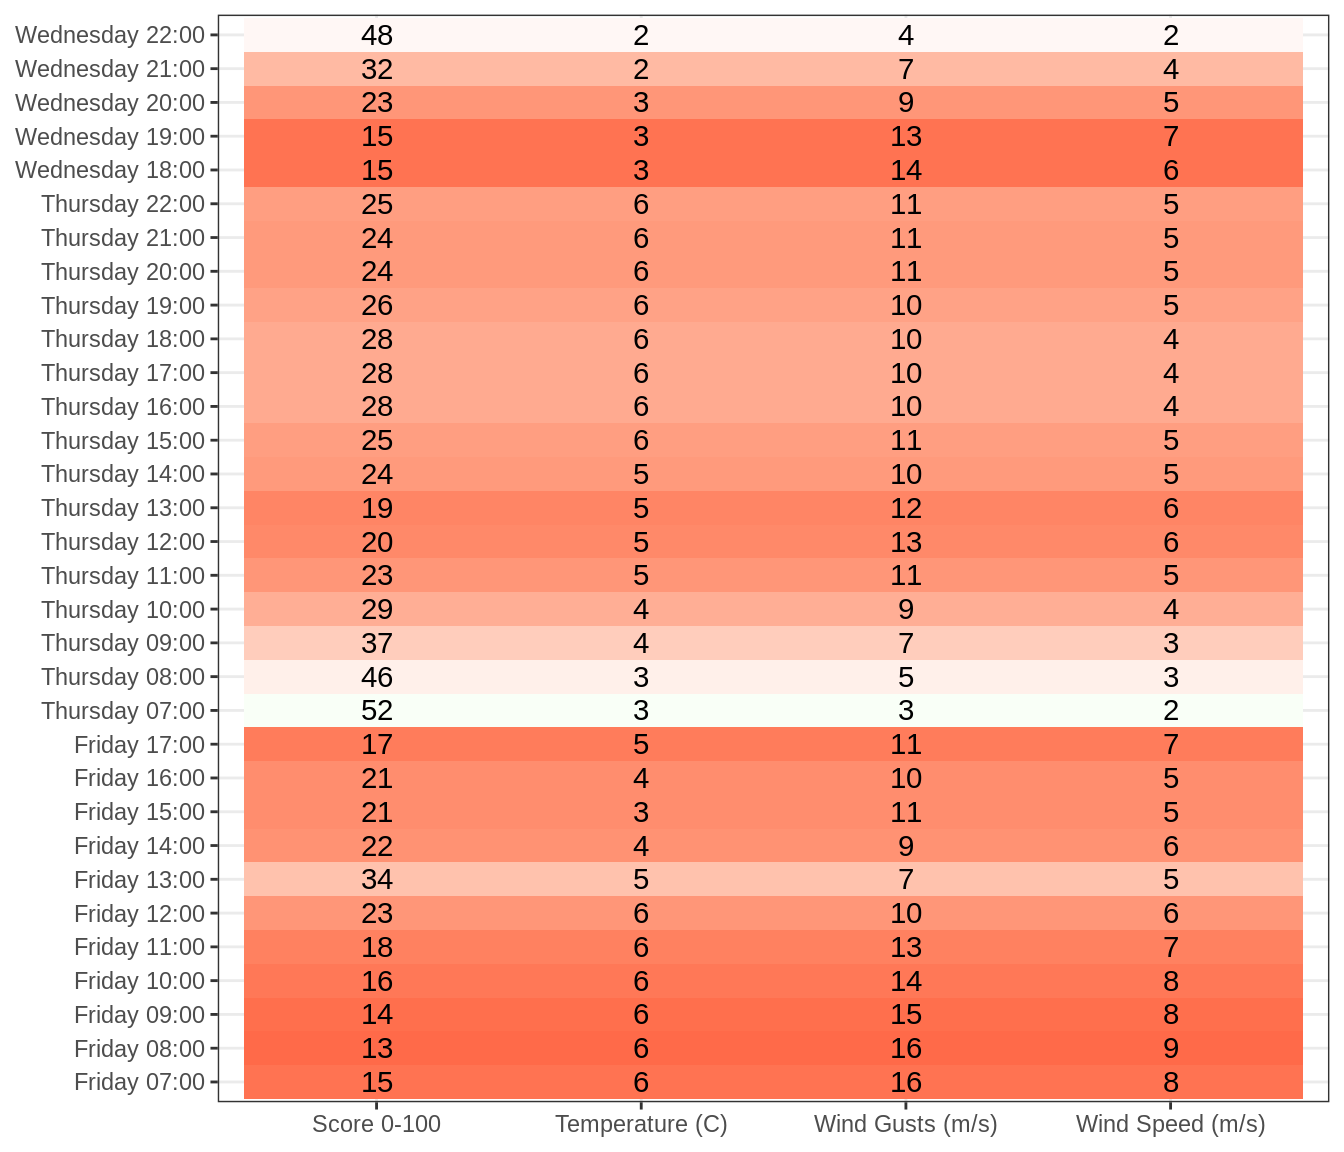 Wednesday 22:00 48 2 4 2
Wednesday 21:00 32 2 7 4
Wednesday 20:00 23 3 9 5
Wednesday 19:00 15 3 13 7
Wednesday 18:00 15 3 14 6
Thursday 22:00 25 6 11 5
Thursday 21:00 24 6 11 5
Thursday 20:00 24 6 11 5
Thursday 19:00 26 6 10 5
Thursday 18:00 28 6 10 4
Thursday 17:00 28 6 10 4
Thursday 16:00 28 6 10 4
Thursday 15:00 25 6 11 5
Thursday 14:00 24 5 10 5
Thursday 13:00 19 5 12 6
Thursday 12:00 20 5 13 6
Thursday 11:00 23 5 11 5
Thursday 10:00 29 4 9 4
Thursday 09:00 37 4 7 3
Thursday 08:00 46 3 5 3
Thursday 07:00 52 3 3 2
Friday 17:00 17 5 11 7
Friday 16:00 21 4 10 5
Friday 15:00 21 3 11 5
Friday 14:00 22 4 9 6
Friday 13:00 34 5 7 5
Friday 12:00 23 6 10 6
Friday 11:00 18 6 13 7
Friday 10:00 16 6 14 8
Friday 09:00 14 6 15 8
Friday 08:00 13 6 16 9
Friday 07:00 15 6 16 8
Score 0-100 Temperature (C) Wind Gusts (m/s) Wind Speed (m/s)